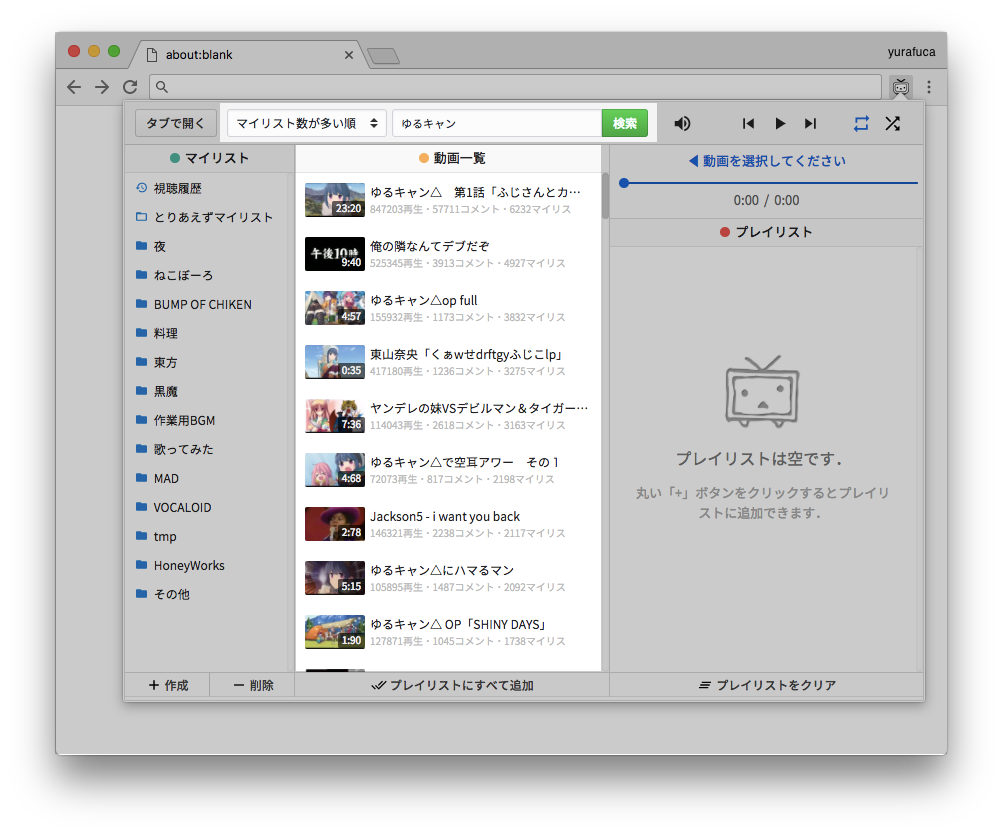 about:blank
yurafuca
タブで開く
マイリスト数が多い順
ゆるキャン
検索
マイリスト
視聴履歴
とりあえずマイリスト
夜
ねこぼーろ
BUMP OF CHIKEN
料理
東方
黒魔
作業用BGM
歌ってみた
MAD
VOCALOID
tmp
HoneyWorks
その他
+ 作成
− 削除
動画一覧
23:20
ゆるキャン△　第1話「ふじさんとカ…
847203再生・57711コメント・6232マイリス
午後10時
9:40
俺の隣なんてデブだぞ
525345再生・3913コメント・4927マイリス
4:57
ゆるキャン△op full
155932再生・1173コメント・3832マイリス
0:35
東山奈央「くぁwせdrftgyふじこlp」
417180再生・1236コメント・3275マイリス
7:36
ヤンデレの妹VSデビルマン＆タイガー…
114043再生・2618コメント・3163マイリス
4:68
ゆるキャン△で空耳アワー　その１
72073再生・817コメント・2198マイリス
2:78
Jackson5 - i want you back
146321再生・2238コメント・2117マイリス
5:15
ゆるキャン△にハマるマン
105895再生・1487コメント・2092マイリス
1:90
ゆるキャン△ OP「SHINY DAYS」
127871再生・1045コメント・1738マイリス
プレイリストにすべて追加
動画を選択してください
0:00 / 0:00
プレイリスト
プレイリストは空です．
丸い「+」ボタンをクリックするとプレイリ
ストに追加できます．
プレイリストをクリア